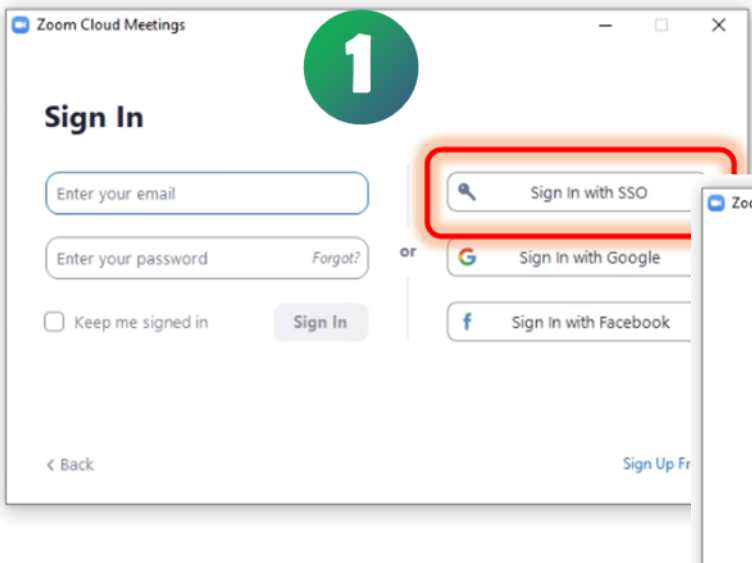 Zoom Cloud Meetings
1
Sign In
Enter your email
Sign In with SSO
Enter your password
Forgot?
or
Sign In with Google
Keep me signed in
Sign In
Sign In with Facebook
< Back
Sign Up